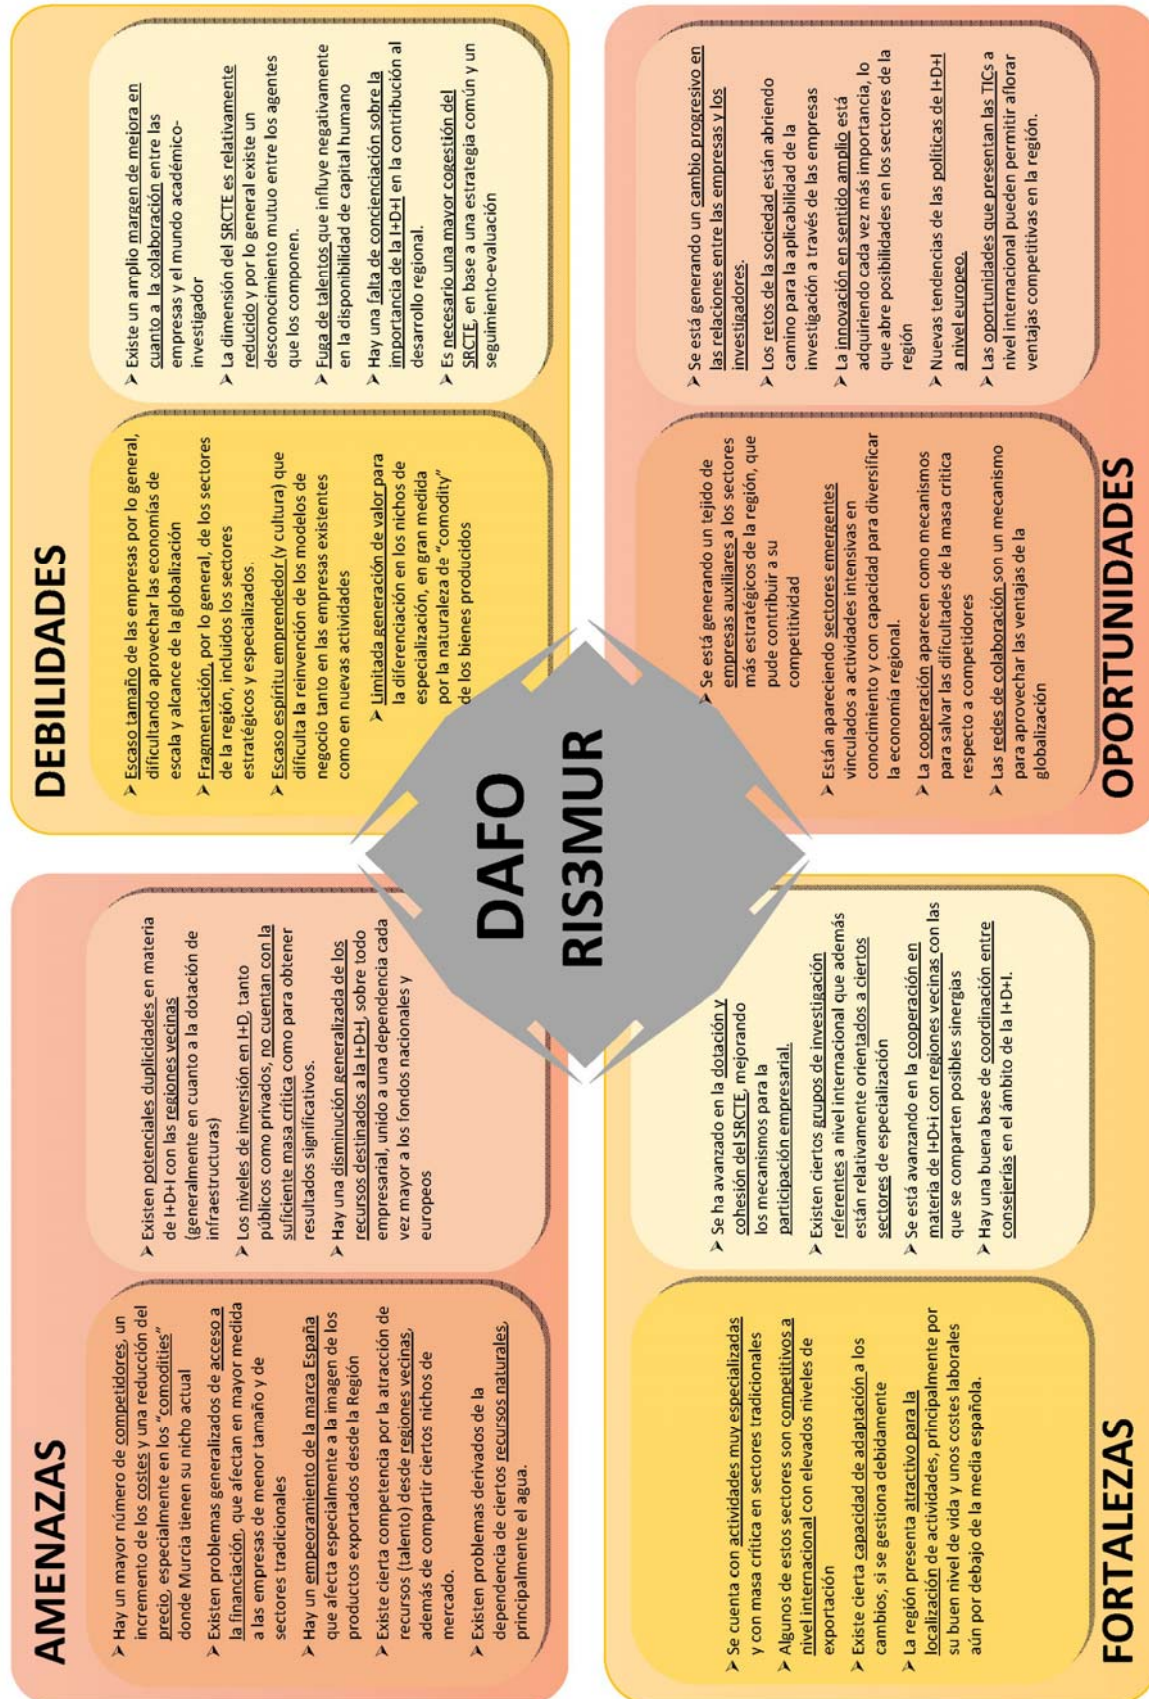 AMENAZAS
➤ Hay un mayor número de competidores, un
incremento de los costes y una reducción del
precio, especialmente en los "comodities"
donde Murcia tienen su nicho actual
➤ Existen problemas generalizados de acceso a
la financiación, que afectan en mayor medida
a las empresas de menor tamaño y de
sectores tradicionales
➤ Hay un empeoramiento de la marca España
que afecta especialmente a la imagen de los
productos exportados desde la Región
➤ Existe cierta competencia por la atracción de
recursos (talento) desde regiones vecinas,
además de compartir ciertos nichos de
mercado.
➤ Existen problemas derivados de la
dependencia de ciertos recursos naturales,
principalmente el agua.
➤ Existen potenciales duplicidades en materia
de I+D+I con las regiones vecinas
(generalmente en cuanto a la dotación de
infraestructuras)
➤ Los niveles de inversión en I+D, tanto
públicos como privados, no cuentan con la
suficiente masa crítica como para obtener
resultados significativos.
➤ Hay una disminución generalizada de los
recursos destinados a la I+D+I, sobre todo
empresarial, unido a una dependencia cada
vez mayor a los fondos nacionales y
europeos
DEBILIDADES
➤ Escaso tamaño de las empresas por lo general,
dificultando aprovechar las economías de
escala y alcance de la globalización
➤ Fragmentación, por lo general, de los sectores
de la región, incluidos los sectores
estratégicos y especializados.
➤ Escaso espíritu emprendedor (y cultura) que
dificulta la reinvención de los modelos de
negocio tanto en las empresas existentes
como en nuevas actividades
➤ Limitada generación de valor para
la diferenciación en los nichos de
especialización, en gran medida
por la naturaleza de "comodity"
de los bienes producidos
➤ Existe un amplio margen de mejora en
cuanto a la colaboración entre las
empresas y el mundo académico-
investigador
➤ La dimensión del SRCTE es relativamente
reducido y por lo general existe un
desconocimiento mutuo entre los agentes
que los componen.
➤ Fuga de talentos que influye negativamente
en la disponibilidad de capital humano
➤ Hay una falta de concienciación sobre la
importancia de la I+D+I en la contribución al
desarrollo regional.
➤ Es necesario una mayor cogestión del
SRCTE, en base a una estrategia común y un
seguimiento-evaluación
DAFO
RIS3MUR
➤ Se cuenta con actividades muy especializadas
y con masa crítica en sectores tradicionales
➤ Algunos de estos sectores son competitivos a
nivel internacional con elevados niveles de
exportación
➤ Existe cierta capacidad de adaptación a los
cambios, si se gestiona debidamente
➤ La región presenta atractivo para la
localización de actividades, principalmente por
su buen nivel de vida y unos costes laborales
aún por debajo de la media española.
➤ Se ha avanzado en la dotación y
cohesión del SRCTE, mejorando
los mecanismos para la
participación empresarial.
➤ Existen ciertos grupos de investigación
referentes a nivel internacional que además
están relativamente orientados a ciertos
sectores de especialización
➤ Se está avanzando en la cooperación en
materia de I+D+i con regiones vecinas con las
que se comparten posibles sinergias
➤ Hay una buena base de coordinación entre
consejerías en el ámbito de la I+D+I.
FORTALEZAS
➤ Se está generando un tejido de
empresas auxiliares a los sectores
más estratégicos de la región, que
pude contribuir a su
competitividad
➤ Están apareciendo sectores emergentes
vinculados a actividades intensivas en
conocimiento y con capacidad para diversificar
la economía regional.
➤ La cooperación aparecen como mecanismos
para salvar las dificultades de la masa critica
respecto a competidores
➤ Las redes de colaboración son un mecanismo
para aprovechar las ventajas de la
globalización
➤ Se está generando un cambio progresivo en
las relaciones entre las empresas y los
investigadores.
➤ Los retos de la sociedad están abriendo
camino para la aplicabilidad de la
investigación a través de las empresas
➤ La innovación en sentido amplio está
adquiriendo cada vez más importancia, lo
que abre posibilidades en los sectores de la
región
➤ Nuevas tendencias de las políticas de I+D+I
a nivel europeo.
➤ Las oportunidades que presentan las TICs a
nivel internacional pueden permitir aflorar
ventajas competitivas en la región.
OPORTUNIDADES